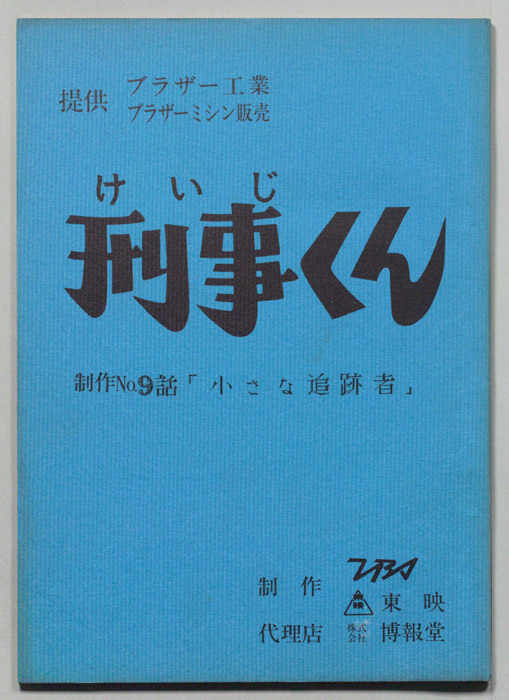 提供 ブラザー工業
ブラザーミシン販売
けいじ
刑事くん
制作No.9話「小さな追跡者」
TBS
制作 東映 東映
代理店 株式会社 博報堂